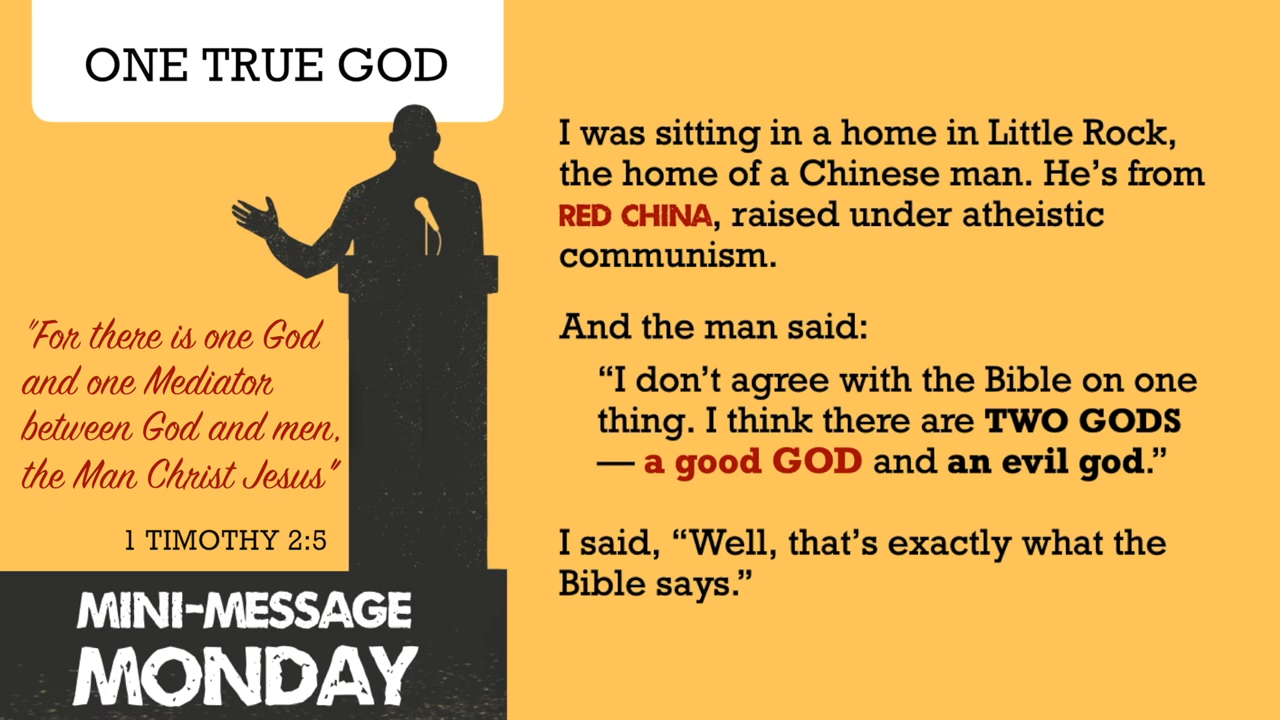 ONE TRUE GOD
"For there is one God
and one Mediator
between God and men,
the Man Christ Jesus"
1 TIMOTHY 2:5
MINI-MESSAGE
MONDAY
I was sitting in a home in Little Rock,
the home of a Chinese man. He’s from
RED CHINA, raised under atheistic
communism.
And the man said:
“I don’t agree with the Bible on one
thing. I think there are TWO GODS
— a good GOD and an evil god.”
I said, “Well, that’s exactly what the
Bible says.”